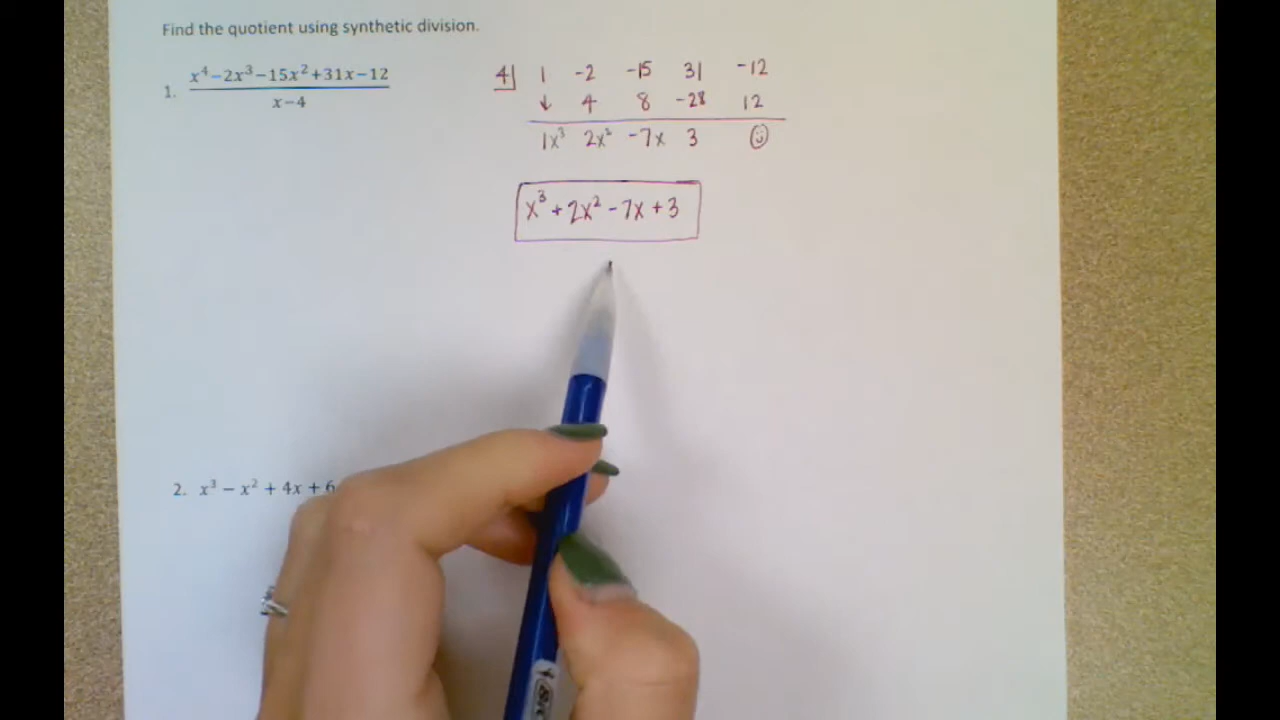 Find the quotient using synthetic division.
1. x⁴−2x³−15x²+31x−12
x−4
4 1 -2 -15 31 -12
↓ 4 8 -28 12
1x³ 2x² -7x 3 ☺
x³ + 2x² - 7x + 3
2. x³ − x² + 4x + 6
BIC